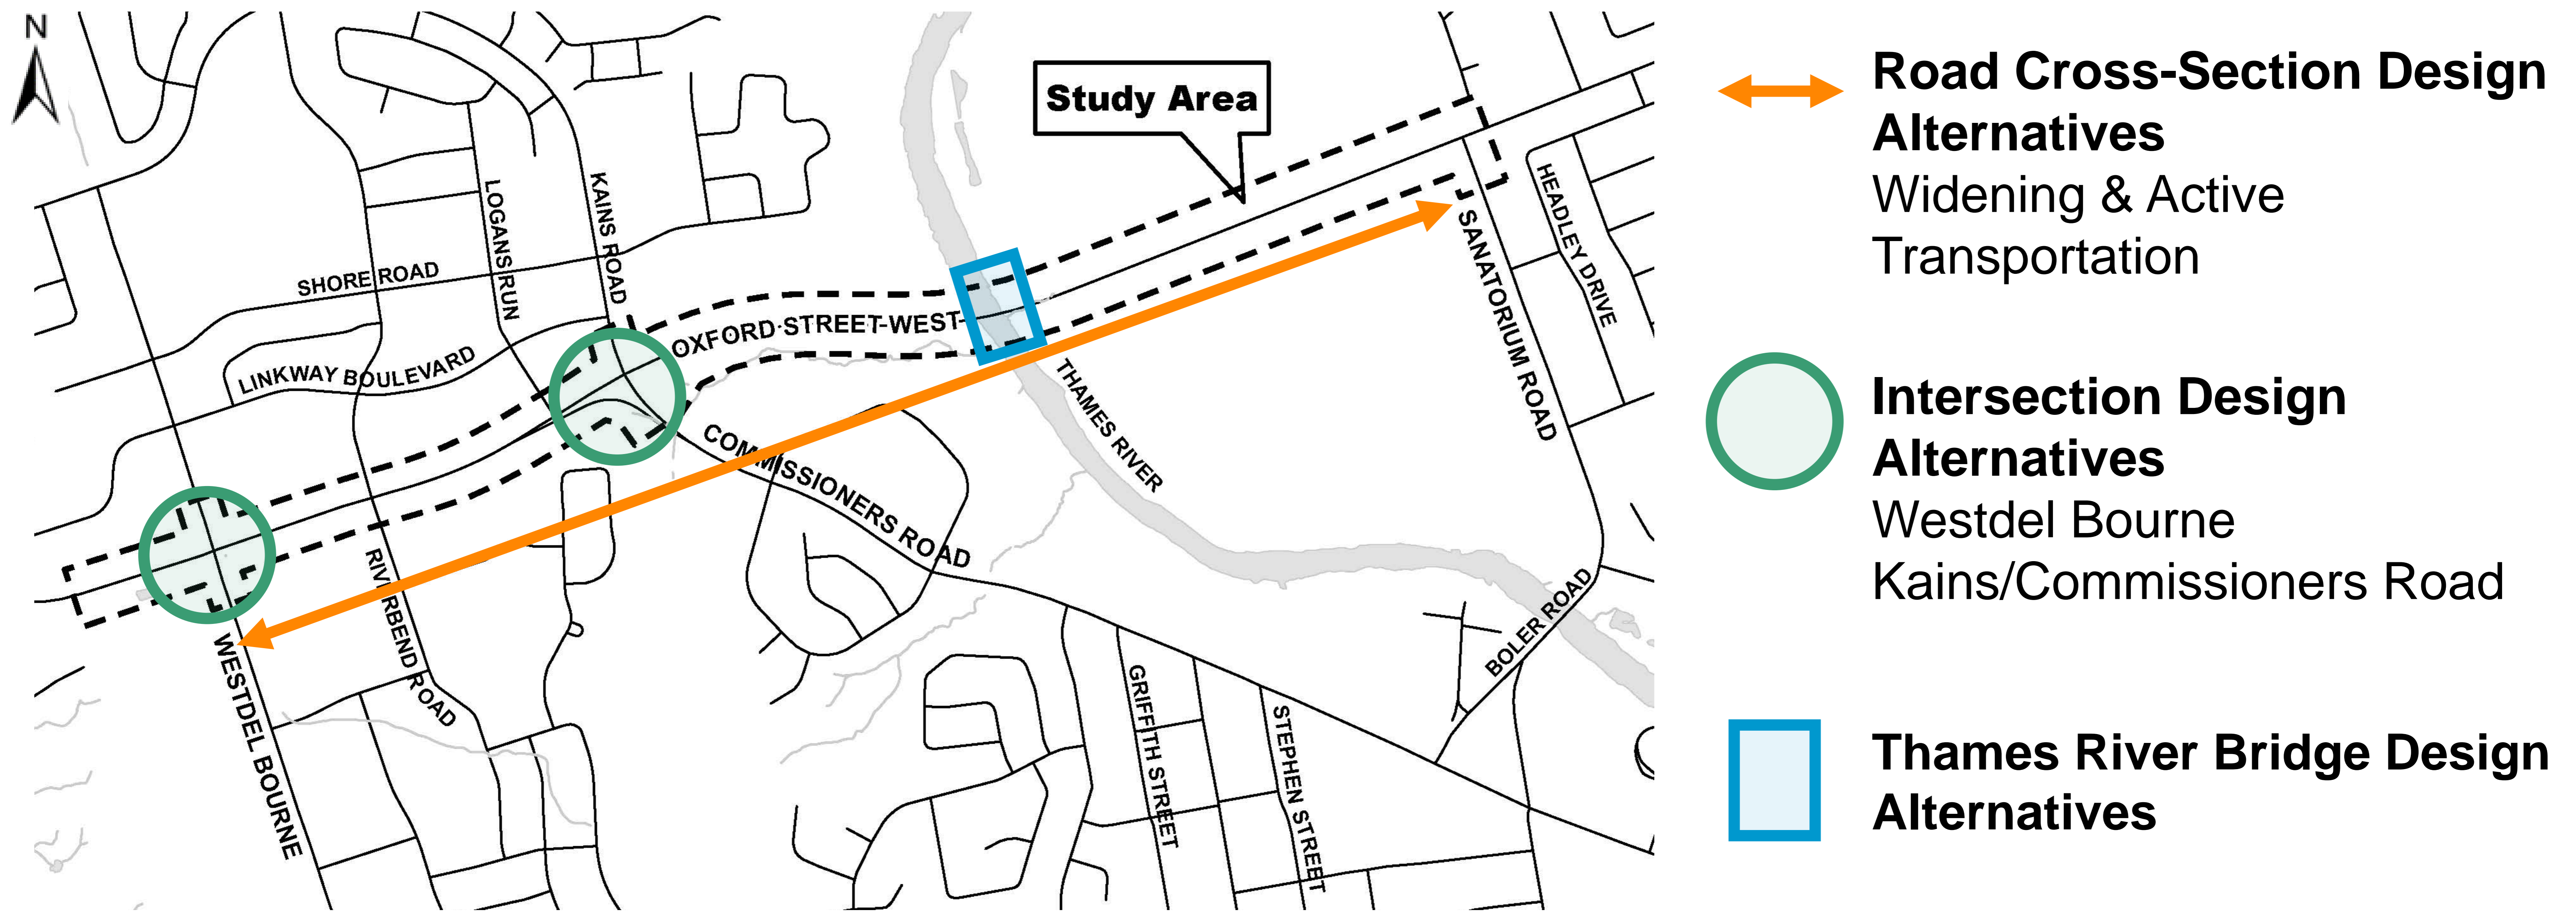 N
Study Area
LOGANS RUN
KAINS ROAD
HEADLEY DRIVE
SHORE ROAD
SANATORIUM ROAD
OXFORD STREET WEST
LINKWAY BOULEVARD
THAMES RIVER
COMMISSIONERS ROAD
RIVERBEND ROAD
BOLER ROAD
WESTDEL BOURNE
GRIFFITH STREET
STEPHEN STREET
Road Cross-Section Design
Alternatives
Widening & Active
Transportation
Intersection Design
Alternatives
Westdel Bourne
Kains/Commissioners Road
Thames River Bridge Design
Alternatives